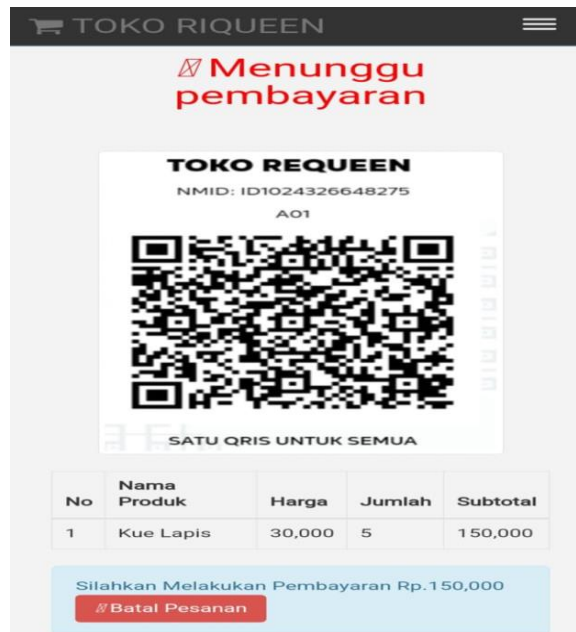 TOKO RIQUEEN
Menunggu
pembayaran
TOKO REQUEEN
NMID: ID1024326648275
A01
SATU QRIS UNTUK SEMUA
No Nama Produk Harga Jumlah Subtotal
1 Kue Lapis 30,000 5 150,000
Silahkan Melakukan Pembayaran Rp.150,000
Batal Pesanan